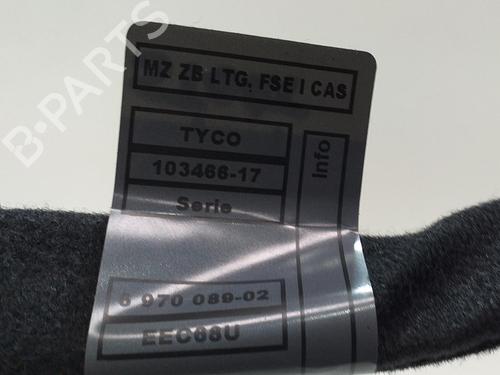 MZ ZB LTG, FSE I CAS
TYCO
103466-17
Serie
Info
6 970 089-02
EEC68U
B-PARTS